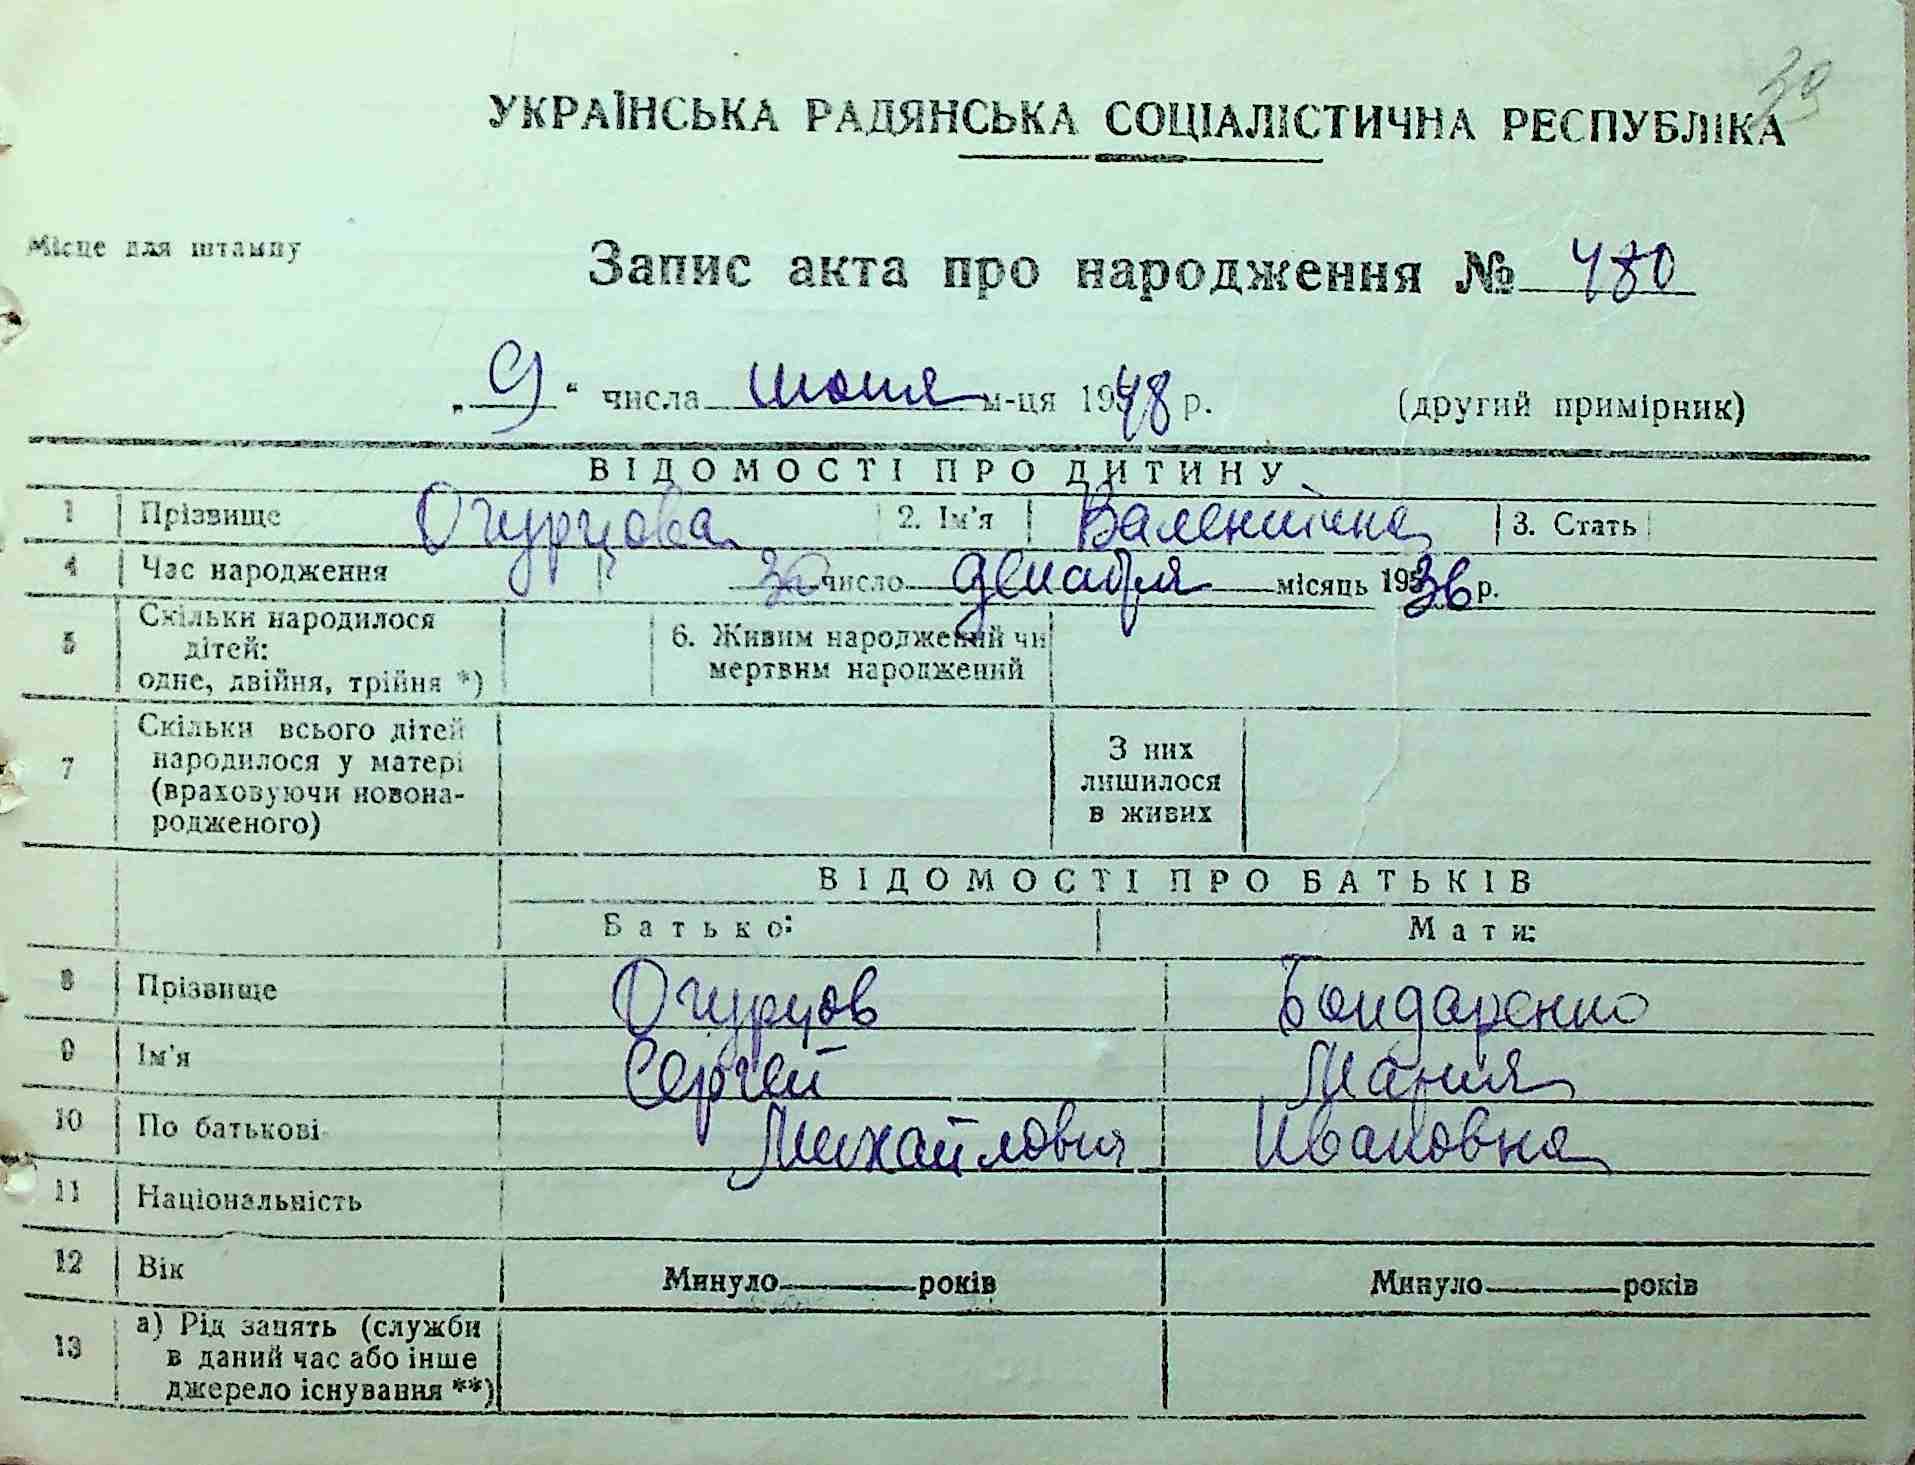 39
УКРАЇНСЬКА РАДЯНСЬКА СОЦІАЛІСТИЧНА РЕСПУБЛІКА
Місце для штампу
Запис акта про народження № 480
„ 9 “ числа июня м-ця 1948 р. (другий примірник)
ВІДОМОСТІ ПРО ДИТИНУ
1 Прізвище Огурцова 2. Ім'я Валентина 3. Стать
4 Час народження 30 число декабря місяць 1936 р.
5 Скільки народилося дітей: одне, двійня, трійня *) 6. Живим народжений чи мертвим народжений
7 Скільки всього дітей народилося у матері (враховуючи новонародженого) З них лишилося в живих
ВІДОМОСТІ ПРО БАТЬКІВ
Батько: Мати:
8 Прізвище Огурцов Бондаренко
9 Ім'я Сергей Мария
10 По батькові Михайлович Ивановна
11 Національність
12 Вік Минуло років Минуло років
13 а) Рід занять (служби в даний час або інше джерело існування **)